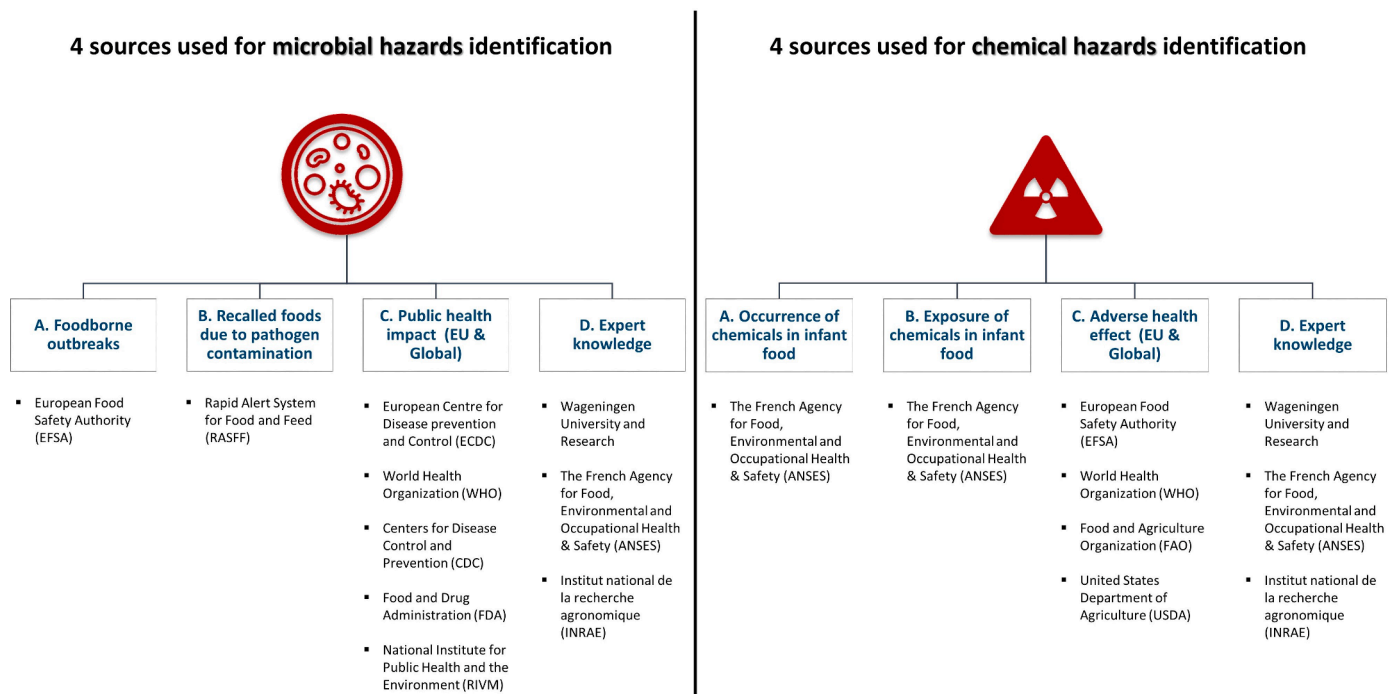 4 sources used for microbial hazards identification
A. Foodborne
outbreaks
▪ European Food
Safety Authority
(EFSA)
B. Recalled foods
due to pathogen
contamination
▪ Rapid Alert System
for Food and Feed
(RASFF)
C. Public health
impact (EU &
Global)
▪ European Centre for
Disease prevention
and Control (ECDC)
▪ World Health
Organization (WHO)
▪ Centers for Disease
Control and
Prevention (CDC)
▪ Food and Drug
Administration (FDA)
▪ National Institute for
Public Health and the
Environment (RIVM)
D. Expert
knowledge
▪ Wageningen
University and
Research
▪ The French Agency
for Food,
Environmental and
Occupational Health
& Safety (ANSES)
▪ Institut national de
la recherche
agronomique
(INRAE)
4 sources used for chemical hazards identification
A. Occurrence of
chemicals in infant
food
▪ The French Agency
for Food,
Environmental and
Occupational Health
& Safety (ANSES)
B. Exposure of
chemicals in infant
food
▪ The French Agency
for Food,
Environmental and
Occupational Health
& Safety (ANSES)
C. Adverse health
effect (EU &
Global)
▪ European Food
Safety Authority
(EFSA)
▪ World Health
Organization (WHO)
▪ Food and Agriculture
Organization (FAO)
▪ United States
Department of
Agriculture (USDA)
D. Expert
knowledge
▪ Wageningen
University and
Research
▪ The French Agency
for Food,
Environmental and
Occupational Health
& Safety (ANSES)
▪ Institut national de
la recherche
agronomique
(INRAE)